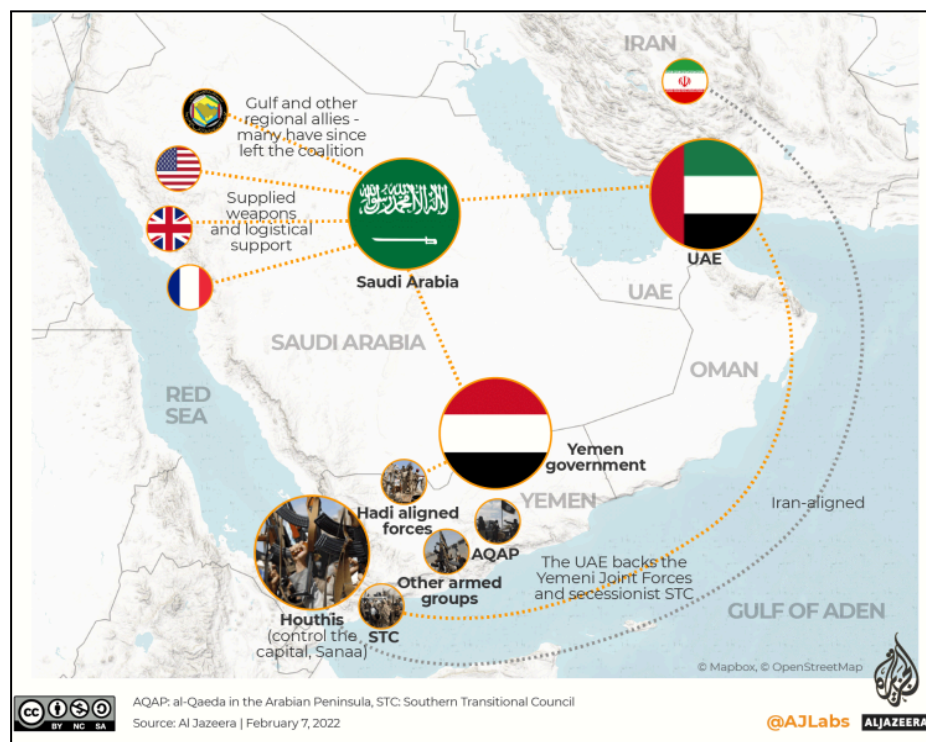 IRAN
Gulf and other
regional allies -
many have since
left the coalition
Supplied
weapons
and logistical
support
Saudi Arabia
UAE
UAE
SAUDI ARABIA
OMAN
RED
SEA
Yemen
government
YEMEN
Hadi aligned
forces
AQAP
Other armed
groups
Iran-aligned
The UAE backs the
Yemeni Joint Forces
and secessionist STC
GULF OF ADEN
Houthis
(control the
capital, Sanaa)
STC
© Mapbox, © OpenStreetMap
cc
BY NC SA
AQAP: al-Qaeda in the Arabian Peninsula, STC: Southern Transitional Council
Source: Al Jazeera | February 7, 2022
@AJLabs
ALJAZEERA